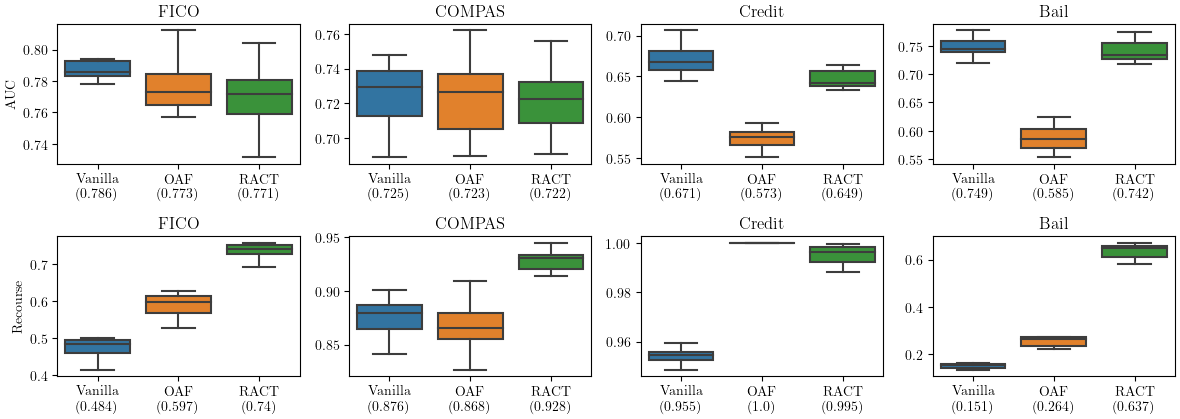 FICO
COMPAS
Credit
Bail
AUC
0.80
0.78
0.76
0.74
0.76
0.74
0.72
0.70
0.70
0.65
0.60
0.55
0.75
0.70
0.65
0.60
0.55
Vanilla OAF RACT
(0.786) (0.773) (0.771)
Vanilla OAF RACT
(0.725) (0.723) (0.722)
Vanilla OAF RACT
(0.671) (0.573) (0.649)
Vanilla OAF RACT
(0.749) (0.585) (0.742)
FICO
COMPAS
Credit
Bail
Recourse
0.7
0.6
0.5
0.4
0.95
0.90
0.85
1.00
0.98
0.96
0.6
0.4
0.2
Vanilla OAF RACT
(0.484) (0.597) (0.74)
Vanilla OAF RACT
(0.876) (0.868) (0.928)
Vanilla OAF RACT
(0.955) (1.0) (0.995)
Vanilla OAF RACT
(0.151) (0.264) (0.637)